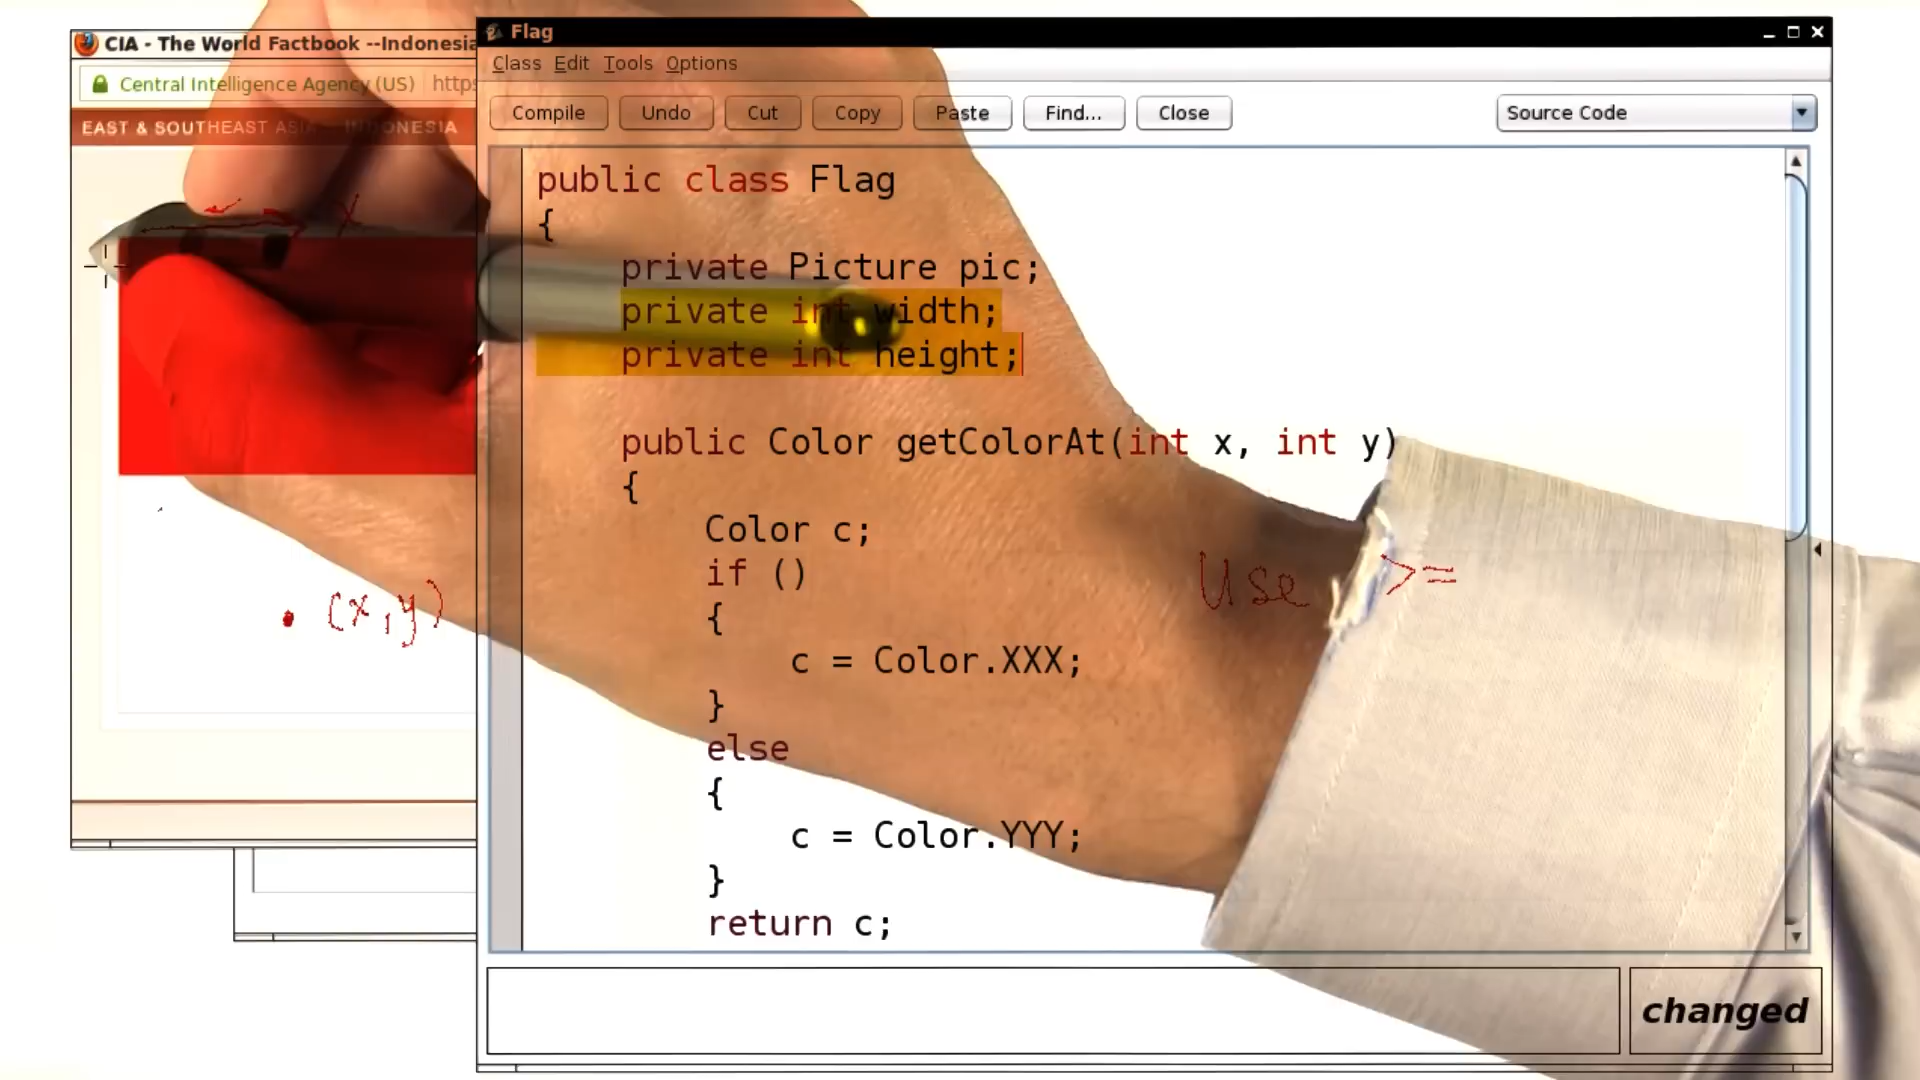 CIA - The World Factbook --Indonesia
Central Intelligence Agency (US) https
EAST & SOUTHEAST ASIA INDONESIA
x
(x,y)
Flag
Class Edit Tools Options
Compile Undo Cut Copy Paste Find... Close Source Code
public class Flag
{
private Picture pic;
private int width;
private int height;
public Color getColorAt(int x, int y)
{
Color c;
if ()
{
c = Color.XXX;
}
else
{
c = Color.YYY;
}
return c;
Use >=
changed